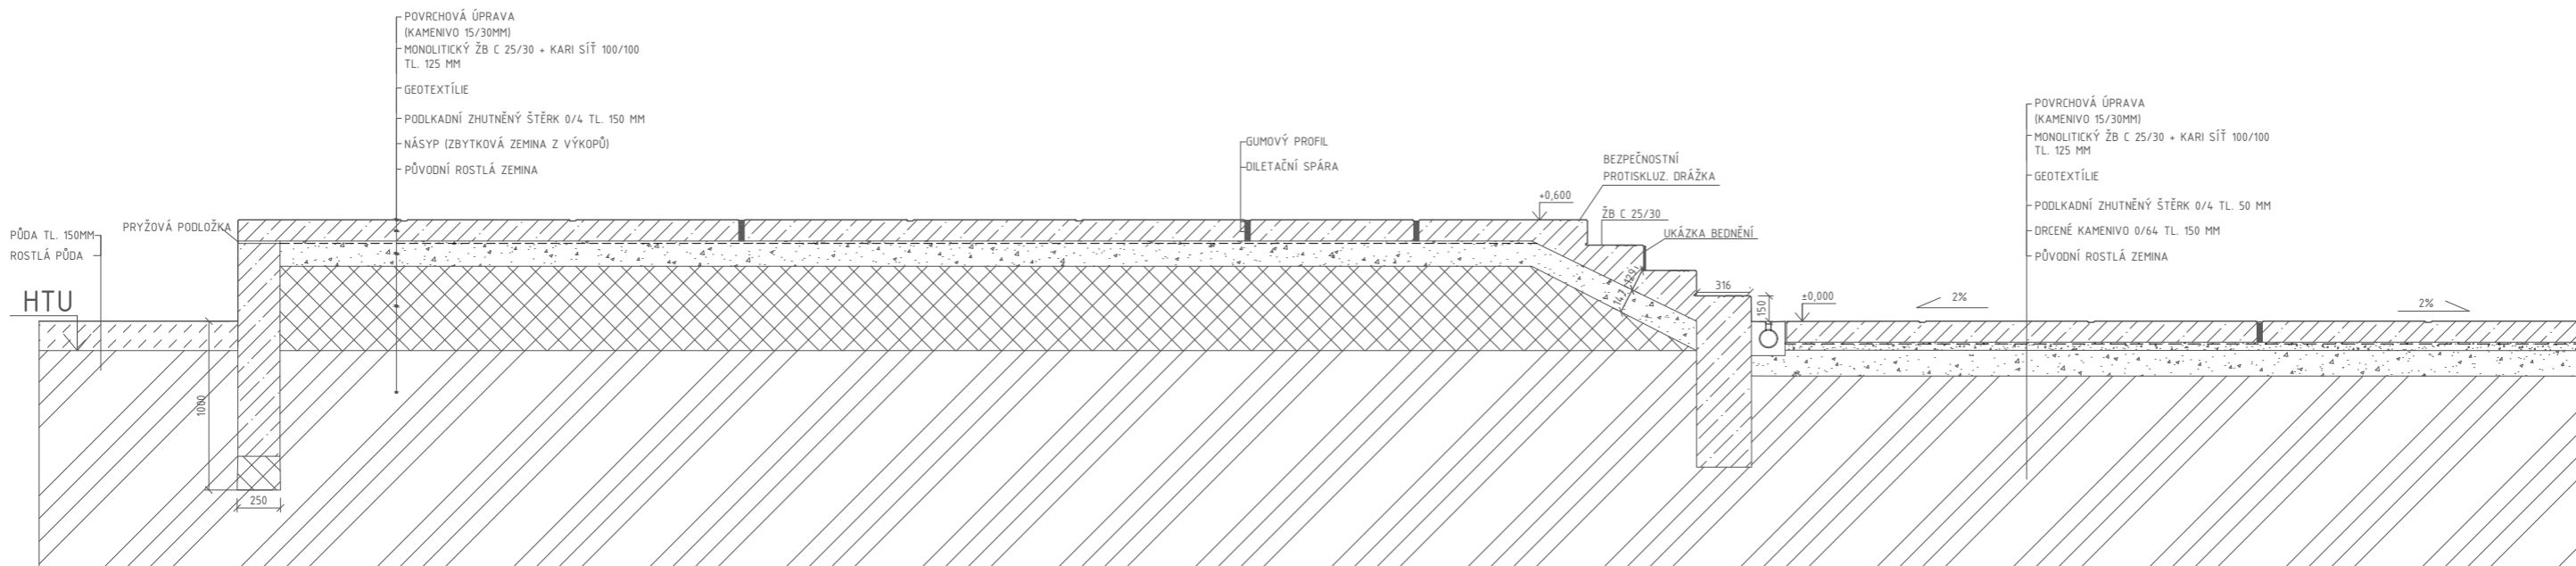 POVRCHOVÁ ÚPRAVA
(KAMENIVO 15/30MM)
MONOLITICKÝ ŽB C 25/30 + KARI SÍŤ 100/100
TL. 125 MM
GEOTEXTÍLIE
PODLKADNÍ ZHUTNĚNÝ ŠTĚRK 0/4 TL. 150 MM
NÁSYP (ZBYTKOVÁ ZEMINA Z VÝKOPŮ)
PŮVODNÍ ROSTLÁ ZEMINA
PRYŽOVÁ PODLOŽKA
PŮDA TL. 150MM
ROSTLÁ PŮDA
HTU
1000
250
GUMOVÝ PROFIL
DILETAČNÍ SPÁRA
BEZPEČNOSTNÍ
PROTISKLUZ. DRÁŽKA
+0,600
ŽB C 25/30
UKÁZKA BEDNĚNÍ
129
147
316
150
±0,000
2%
2%
POVRCHOVÁ ÚPRAVA
(KAMENIVO 15/30MM)
MONOLITICKÝ ŽB C 25/30 + KARI SÍŤ 100/100
TL. 125 MM
GEOTEXTÍLIE
PODLKADNÍ ZHUTNĚNÝ ŠTĚRK 0/4 TL. 50 MM
DRCENÉ KAMENIVO 0/64 TL. 150 MM
PŮVODNÍ ROSTLÁ ZEMINA